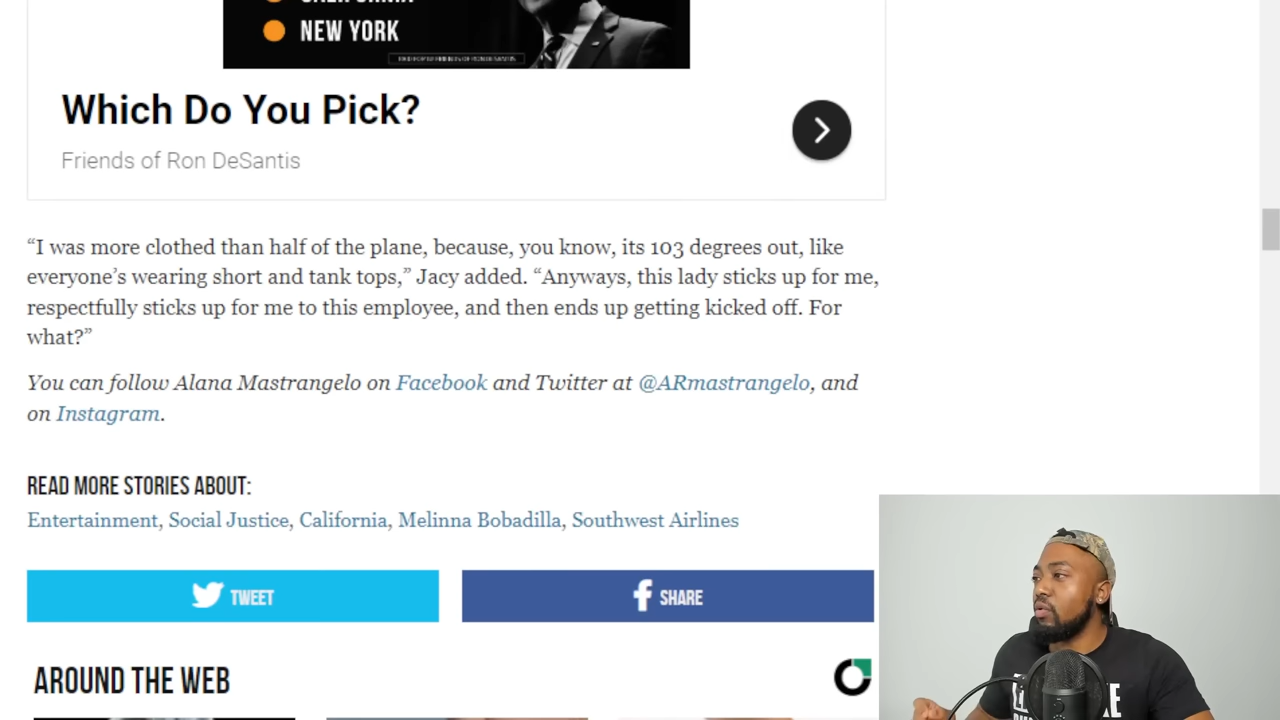 NEW YORK
Which Do You Pick?
Friends of Ron DeSantis
“I was more clothed than half of the plane, because, you know, its 103 degrees out, like
everyone’s wearing short and tank tops,” Jacy added. “Anyways, this lady sticks up for me,
respectfully sticks up for me to this employee, and then ends up getting kicked off. For
what?”
You can follow Alana Mastrangelo on Facebook and Twitter at @ARmastrangelo, and
on Instagram.
READ MORE STORIES ABOUT:
Entertainment, Social Justice, California, Melinna Bobadilla, Southwest Airlines
TWEET
SHARE
AROUND THE WEB